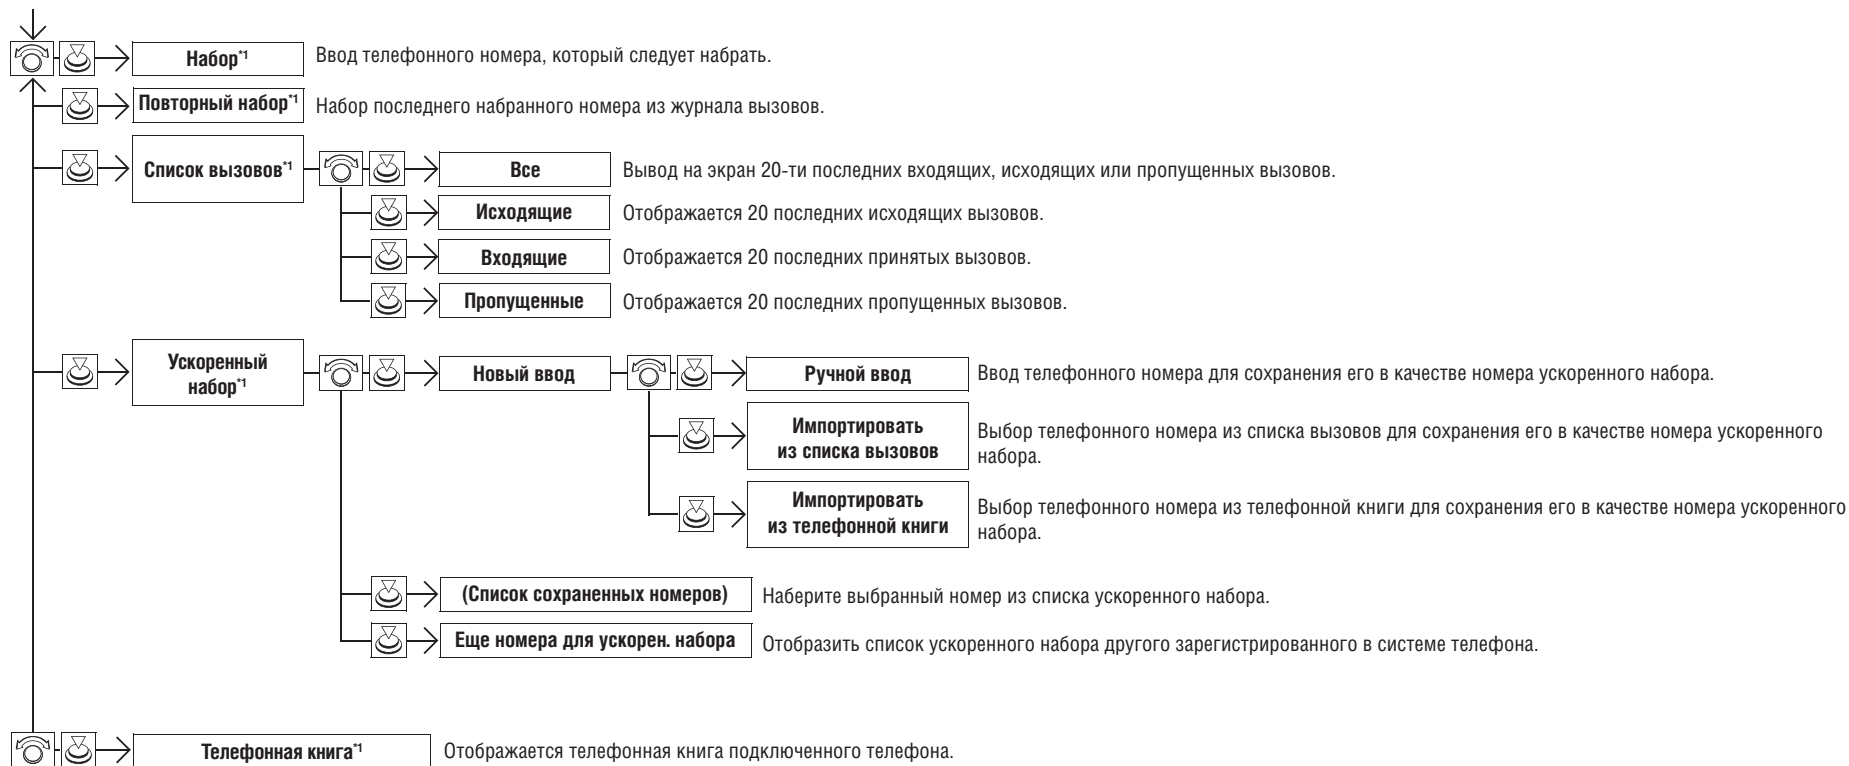 Набор*1
Ввод телефонного номера, который следует набрать.
Повторный набор*1
Набор последнего набранного номера из журнала вызовов.
Список вызовов*1
Все
Вывод на экран 20-ти последних входящих, исходящих или пропущенных вызовов.
Исходящие
Отображается 20 последних исходящих вызовов.
Входящие
Отображается 20 последних принятых вызовов.
Пропущенные
Отображается 20 последних пропущенных вызовов.
Ускоренный
набор*1
Новый ввод
Ручной ввод
Ввод телефонного номера для сохранения его в качестве номера ускоренного набора.
Импортировать
из списка вызовов
Выбор телефонного номера из списка вызовов для сохранения его в качестве номера ускоренного
набора.
Импортировать
из телефонной книги
Выбор телефонного номера из телефонной книги для сохранения его в качестве номера ускоренного
набора.
(Список сохраненных номеров)
Наберите выбранный номер из списка ускоренного набора.
Еще номера для ускорен. набора
Отобразить список ускоренного набора другого зарегистрированного в системе телефона.
Телефонная книга*1
Отображается телефонная книга подключенного телефона.